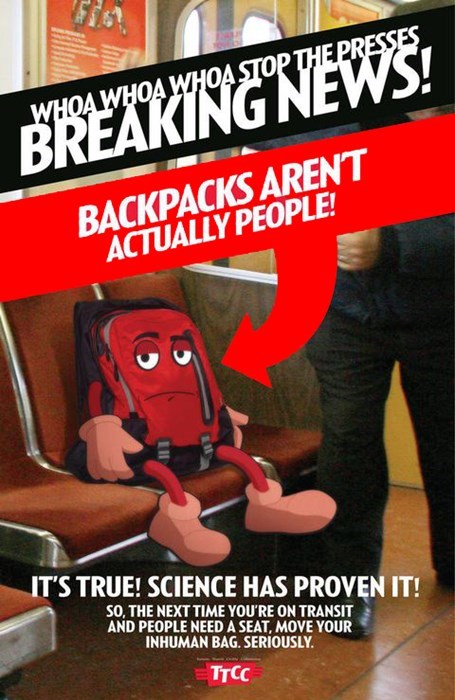 WHOA WHOA WHOA STOP THE PRESSES
BREAKING NEWS!
BACKPACKS AREN'T
ACTUALLY PEOPLE!
IT'S TRUE! SCIENCE HAS PROVEN IT!
SO, THE NEXT TIME YOU'RE ON TRANSIT
AND PEOPLE NEED A SEAT, MOVE YOUR
INHUMAN BAG. SERIOUSLY.
TTCC